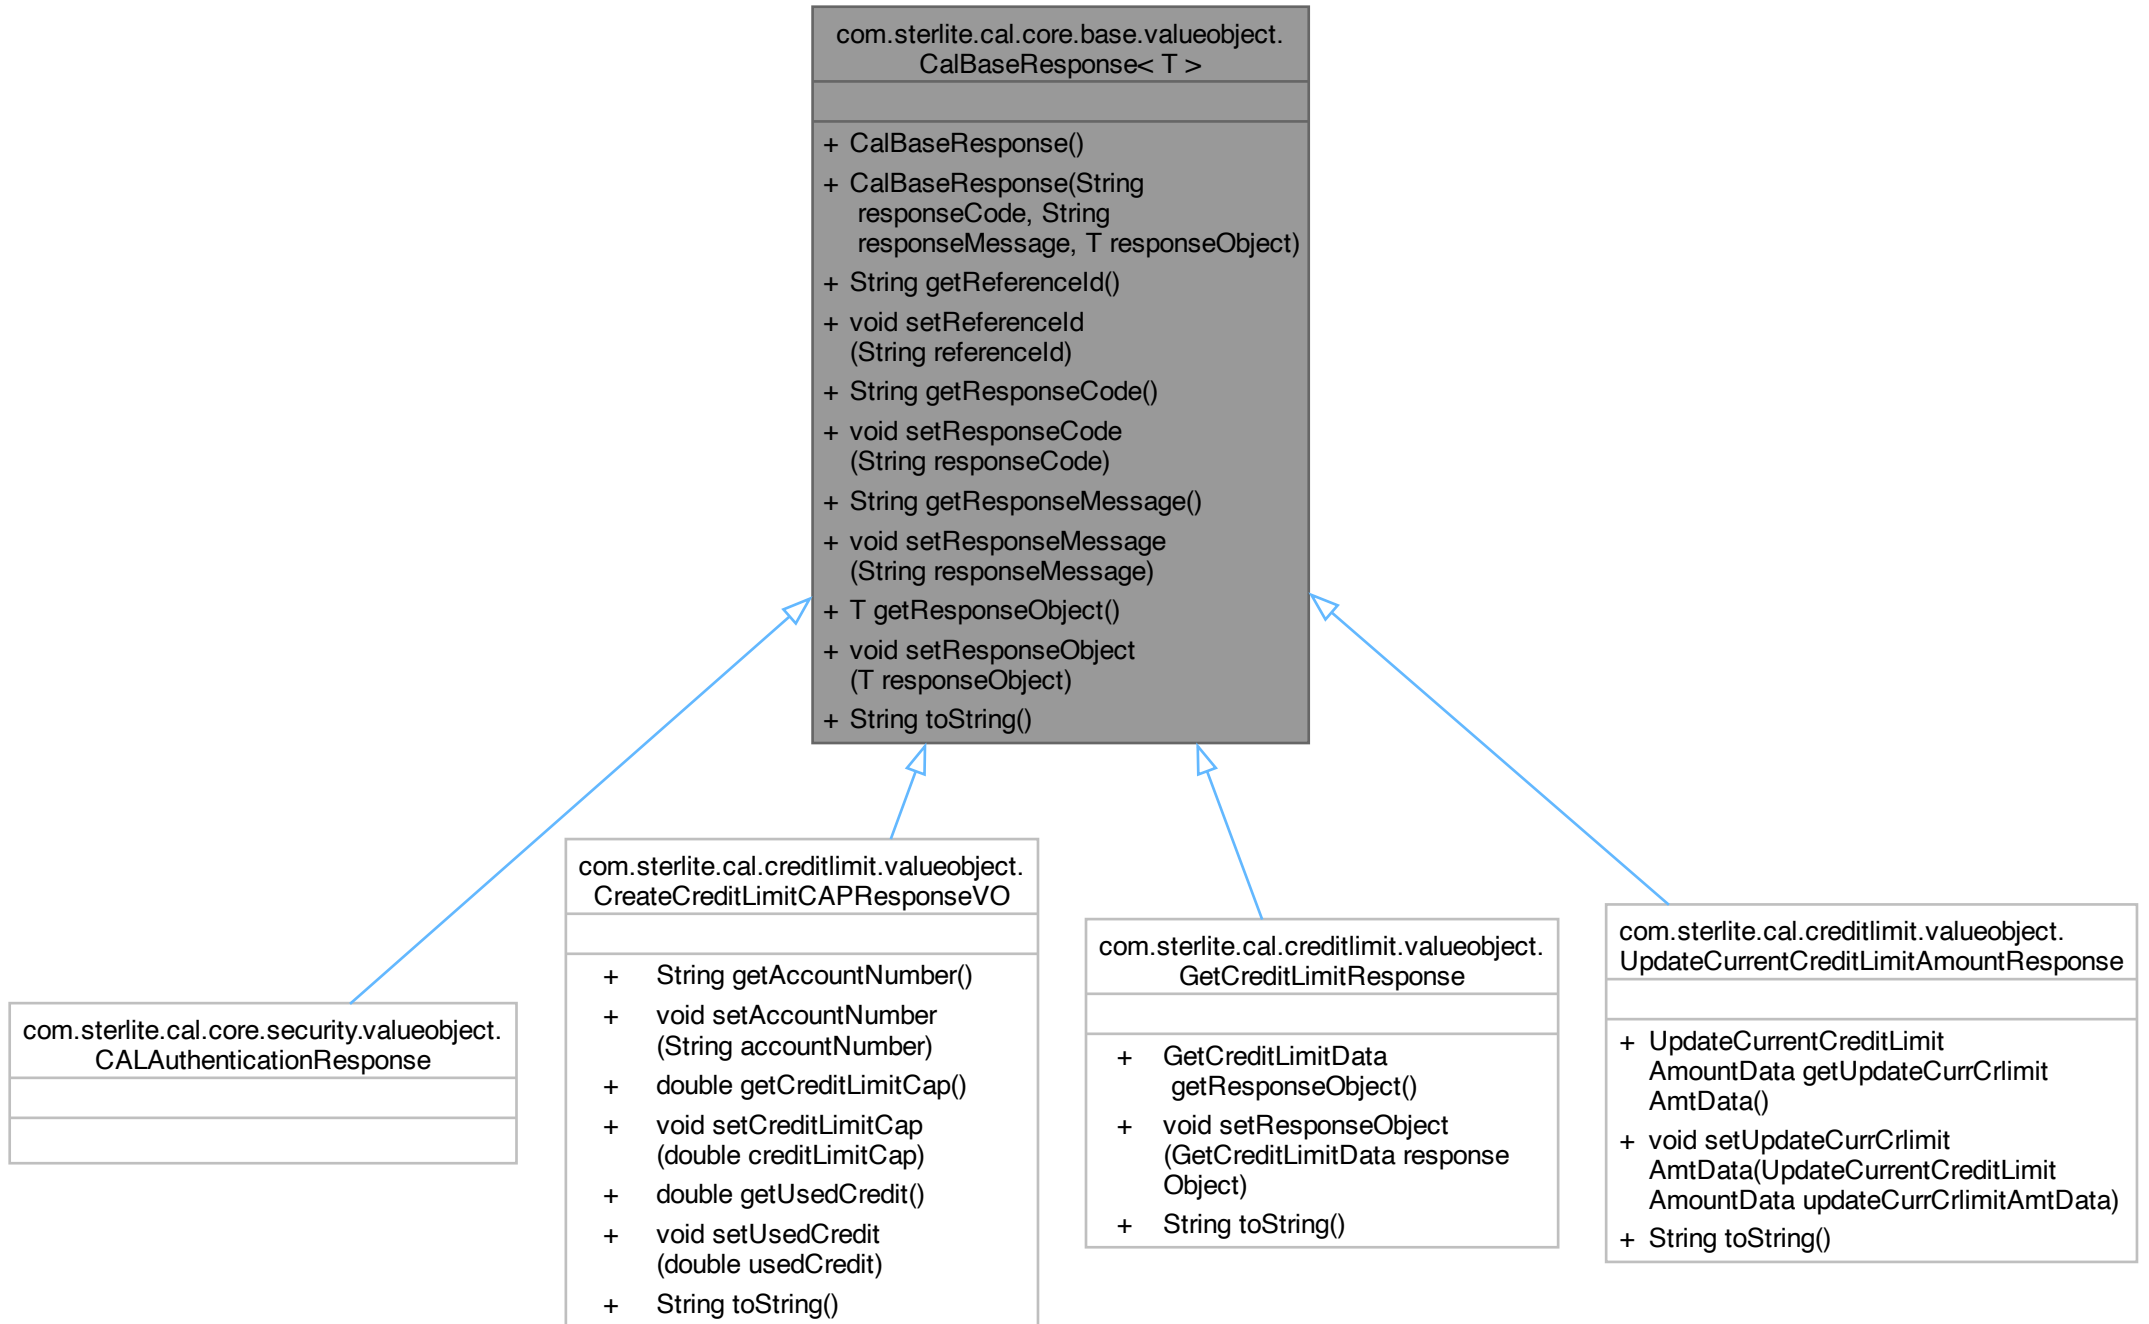 com.sterlite.cal.core.base.valueobject.
CalBaseResponse< T >
+ CalBaseResponse()
+ CalBaseResponse(String
responseCode, String
responseMessage, T responseObject)
+ String getReferenceId()
+ void setReferenceId
(String referenceId)
+ String getResponseCode()
+ void setResponseCode
(String responseCode)
+ String getResponseMessage()
+ void setResponseMessage
(String responseMessage)
+ T getResponseObject()
+ void setResponseObject
(T responseObject)
+ String toString()
com.sterlite.cal.core.security.valueobject.
CALAuthenticationResponse
com.sterlite.cal.creditlimit.valueobject.
CreateCreditLimitCAPResponseVO
+ String getAccountNumber()
+ void setAccountNumber
(String accountNumber)
+ double getCreditLimitCap()
+ void setCreditLimitCap
(double creditLimitCap)
+ double getUsedCredit()
+ void setUsedCredit
(double usedCredit)
+ String toString()
com.sterlite.cal.creditlimit.valueobject.
GetCreditLimitResponse
+ GetCreditLimitData
getResponseObject()
+ void setResponseObject
(GetCreditLimitData response
Object)
+ String toString()
com.sterlite.cal.creditlimit.valueobject.
UpdateCurrentCreditLimitAmountResponse
+ UpdateCurrentCreditLimit
AmountData getUpdateCurrCrlimit
AmtData()
+ void setUpdateCurrCrlimit
AmtData(UpdateCurrentCreditLimit
AmountData updateCurrCrlimitAmtData)
+ String toString()